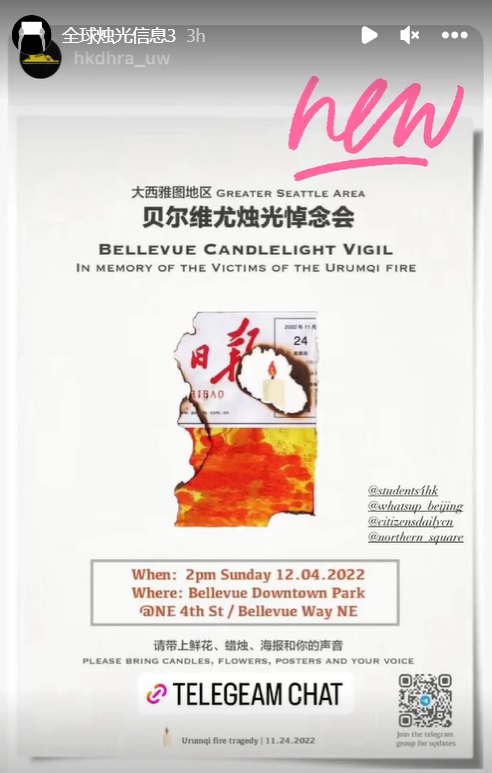 全球烛光信息3 3h
hkdhra_uw
new
大西雅图地区 GREATER SEATTLE AREA
贝尔维尤烛光悼念会
BELLEVUE CANDLELIGHT VIGIL
IN MEMORY OF THE VICTIMS OF THE URUMQI FIRE
2022年11月
24
日报
RIBAO
@students4hk
@whatsup_beijing
@citizensdailycn
@northern_square
When: 2pm Sunday 12.04.2022
Where: Bellevue Downtown Park
@NE 4th St / Bellevue Way NE
请带上鲜花、蜡烛、海报和你的声音
PLEASE BRING CANDLES, FLOWERS, POSTERS AND YOUR VOICE
TELEGEAM CHAT
Join the telegram
group for updates
Urumqi fire tragedy | 11.24.2022